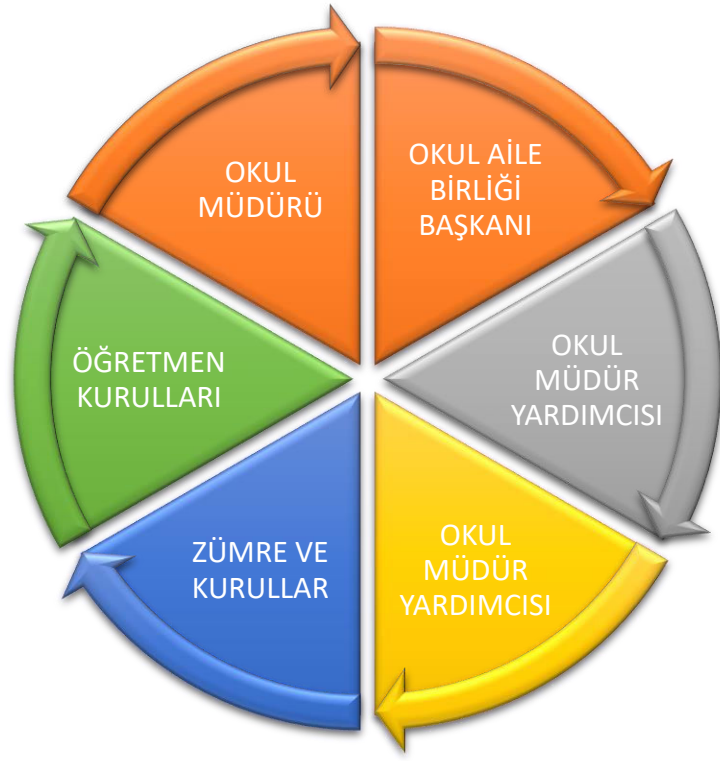 OKUL
MÜDÜRÜ
OKUL AİLE
BİRLİĞİ
BAŞKANI
OKUL
MÜDÜR
YARDIMCISI
OKUL
MÜDÜR
YARDIMCISI
ZÜMRE VE
KURULLAR
ÖĞRETMEN
KURULLARI